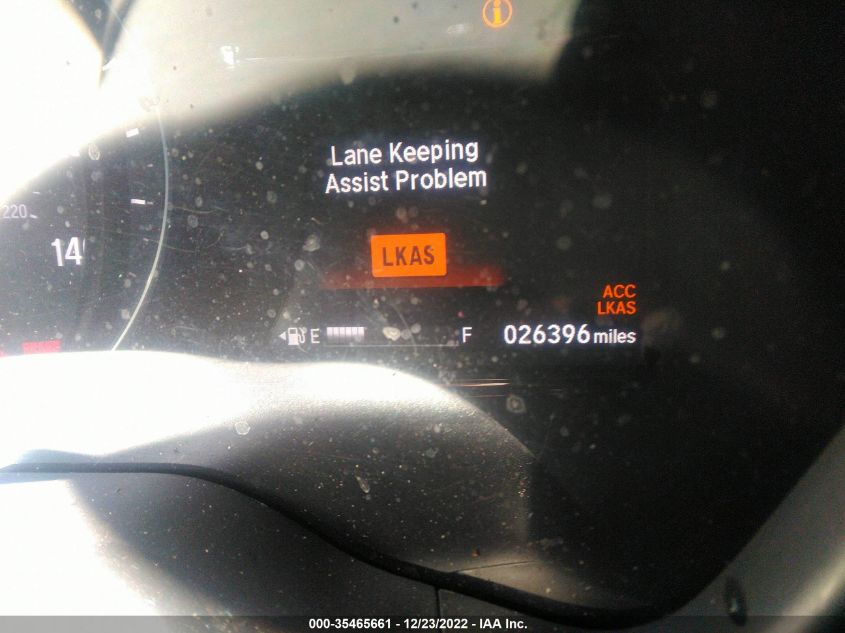 Lane Keeping
Assist Problem
220
LKAS
ACC
LKAS
E
F
026396 miles
000-35465661 - 12/23/2022 - IAA Inc.